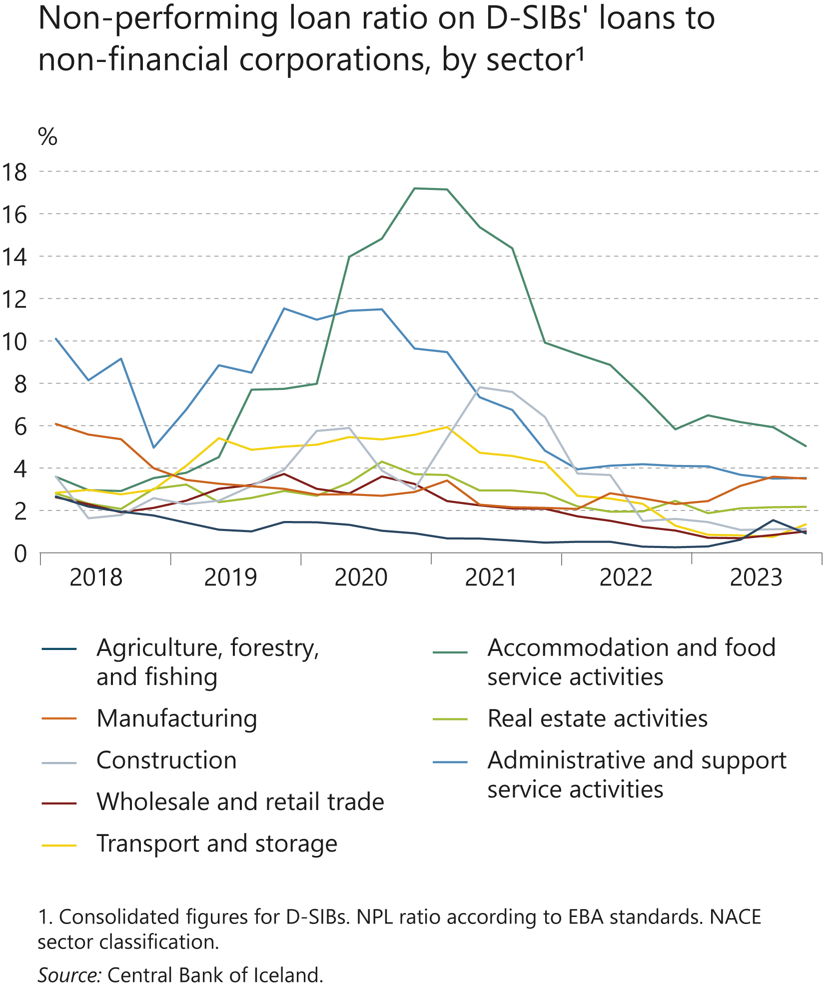 Non-performing loan ratio on D-SIBs' loans to
non-financial corporations, by sector¹
%
18
16
14
12
10
8
6
4
2
0
2018 2019 2020 2021 2022 2023
Agriculture, forestry,
and fishing
Manufacturing
Construction
Wholesale and retail trade
Transport and storage
Accommodation and food
service activities
Real estate activities
Administrative and support
service activities
1. Consolidated figures for D-SIBs. NPL ratio according to EBA standards. NACE
sector classification.
Source: Central Bank of Iceland.